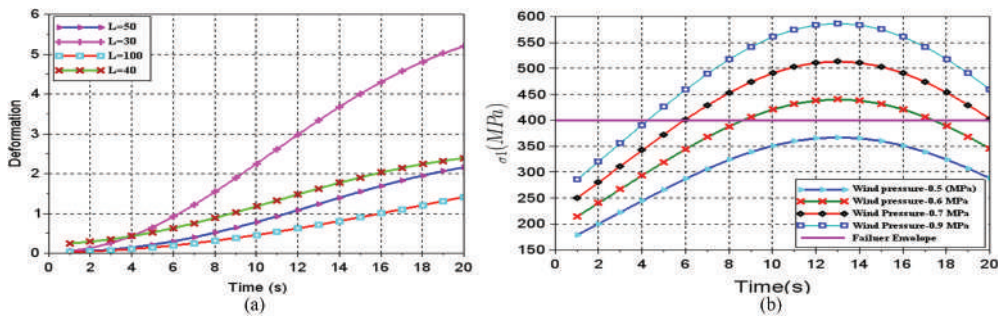 6
5
4
3
2
1
0
Deformation
L=50
L=30
L=100
L=40
0 2 4 6 8 10 12 14 16 18 20
Time (s)
(a)
600
550
500
450
400
350
300
250
200
150
σ1(MPa)
Wind pressure-0.5 (MPa)
Wind pressure-0.6 MPa
Wind Pressure-0.7 MPa
Wind Pressure-0.9 MPa
Failuer Envelope
0 2 4 6 8 10 12 14 16 18 20
Time(s)
(b)